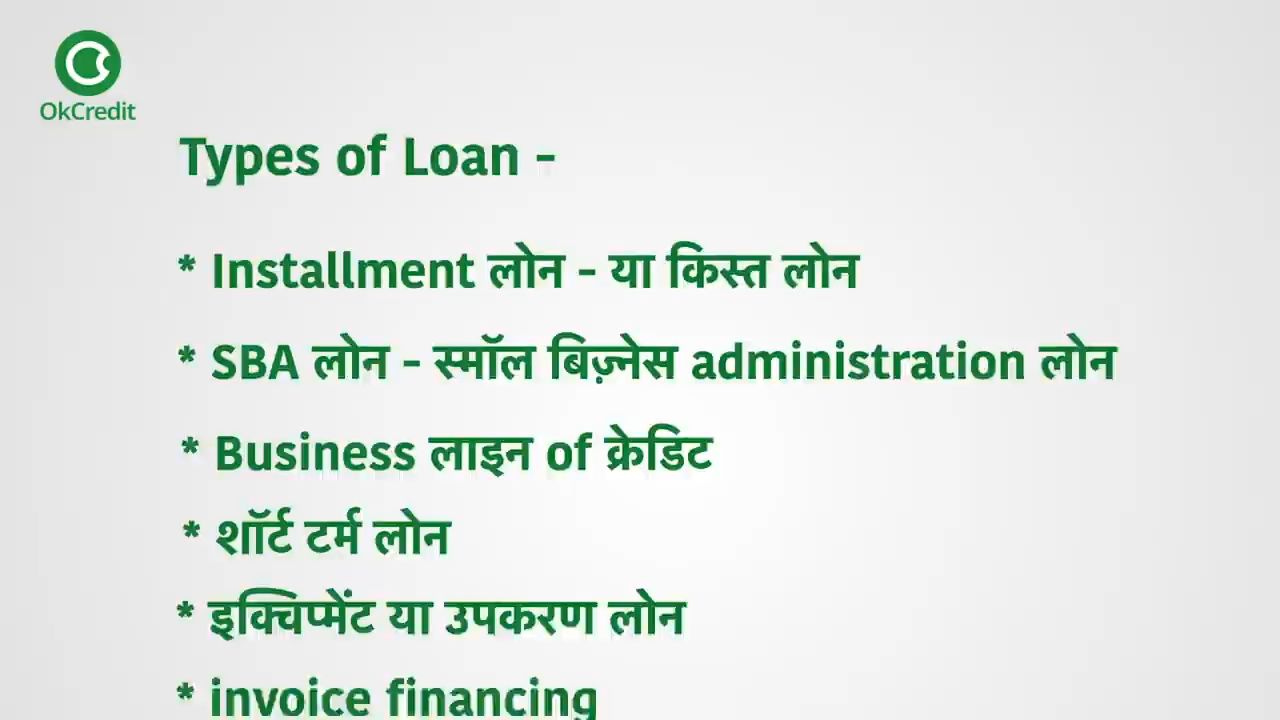 OkCredit
Types of Loan -
* Installment लोन - या किस्त लोन
* SBA लोन - स्मॉल बिज़्नेस administration लोन
* Business लाइन of क्रेडिट
* शॉर्ट टर्म लोन
* इक्विप्मेंट या उपकरण लोन
* invoice financing